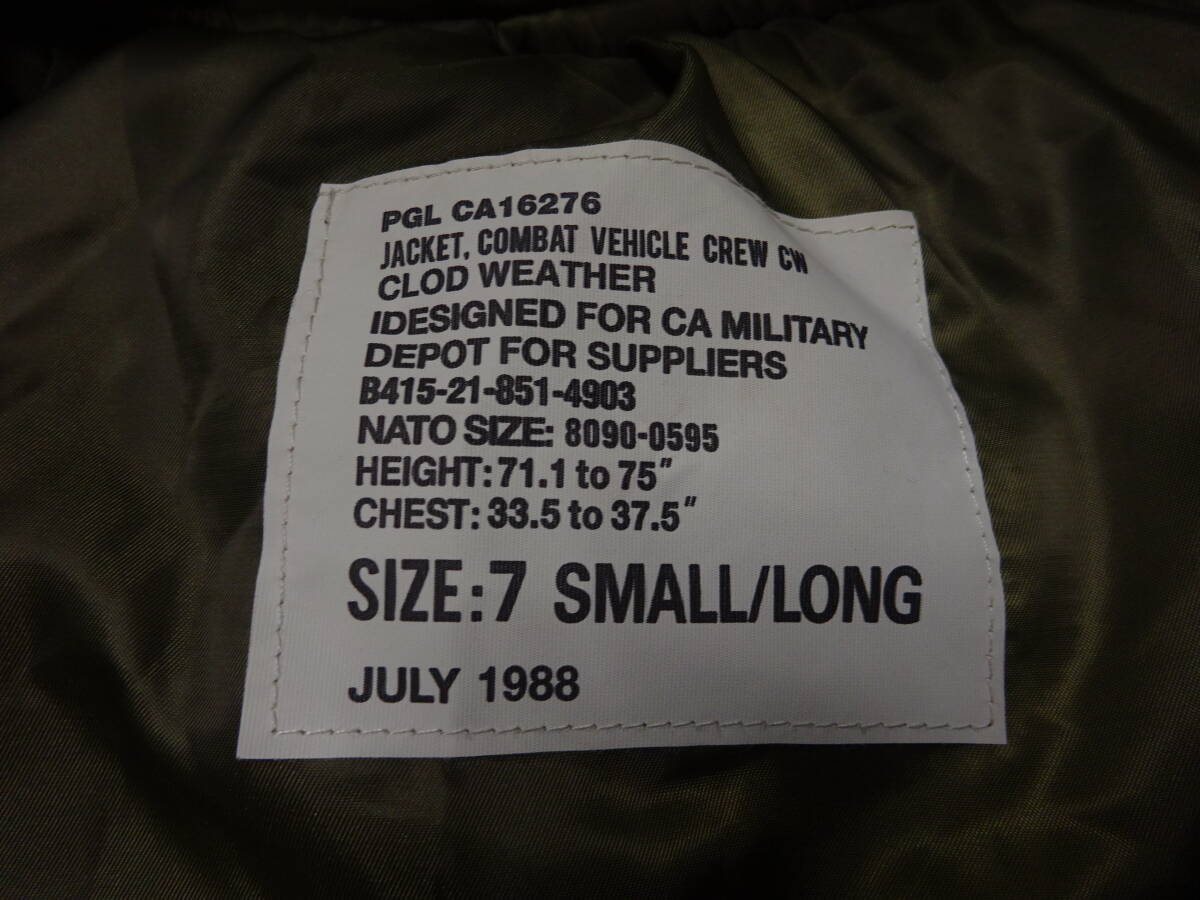 PGL CA16276
JACKET, COMBAT VEHICLE CREW CW
CLOD WEATHER
IDESIGNED FOR CA MILITARY
DEPOT FOR SUPPLIERS
B415-21-851-4903
NATO SIZE: 8090-0595
HEIGHT: 71.1 to 75"
CHEST: 33.5 to 37.5"
SIZE: 7 SMALL/LONG
JULY 1988